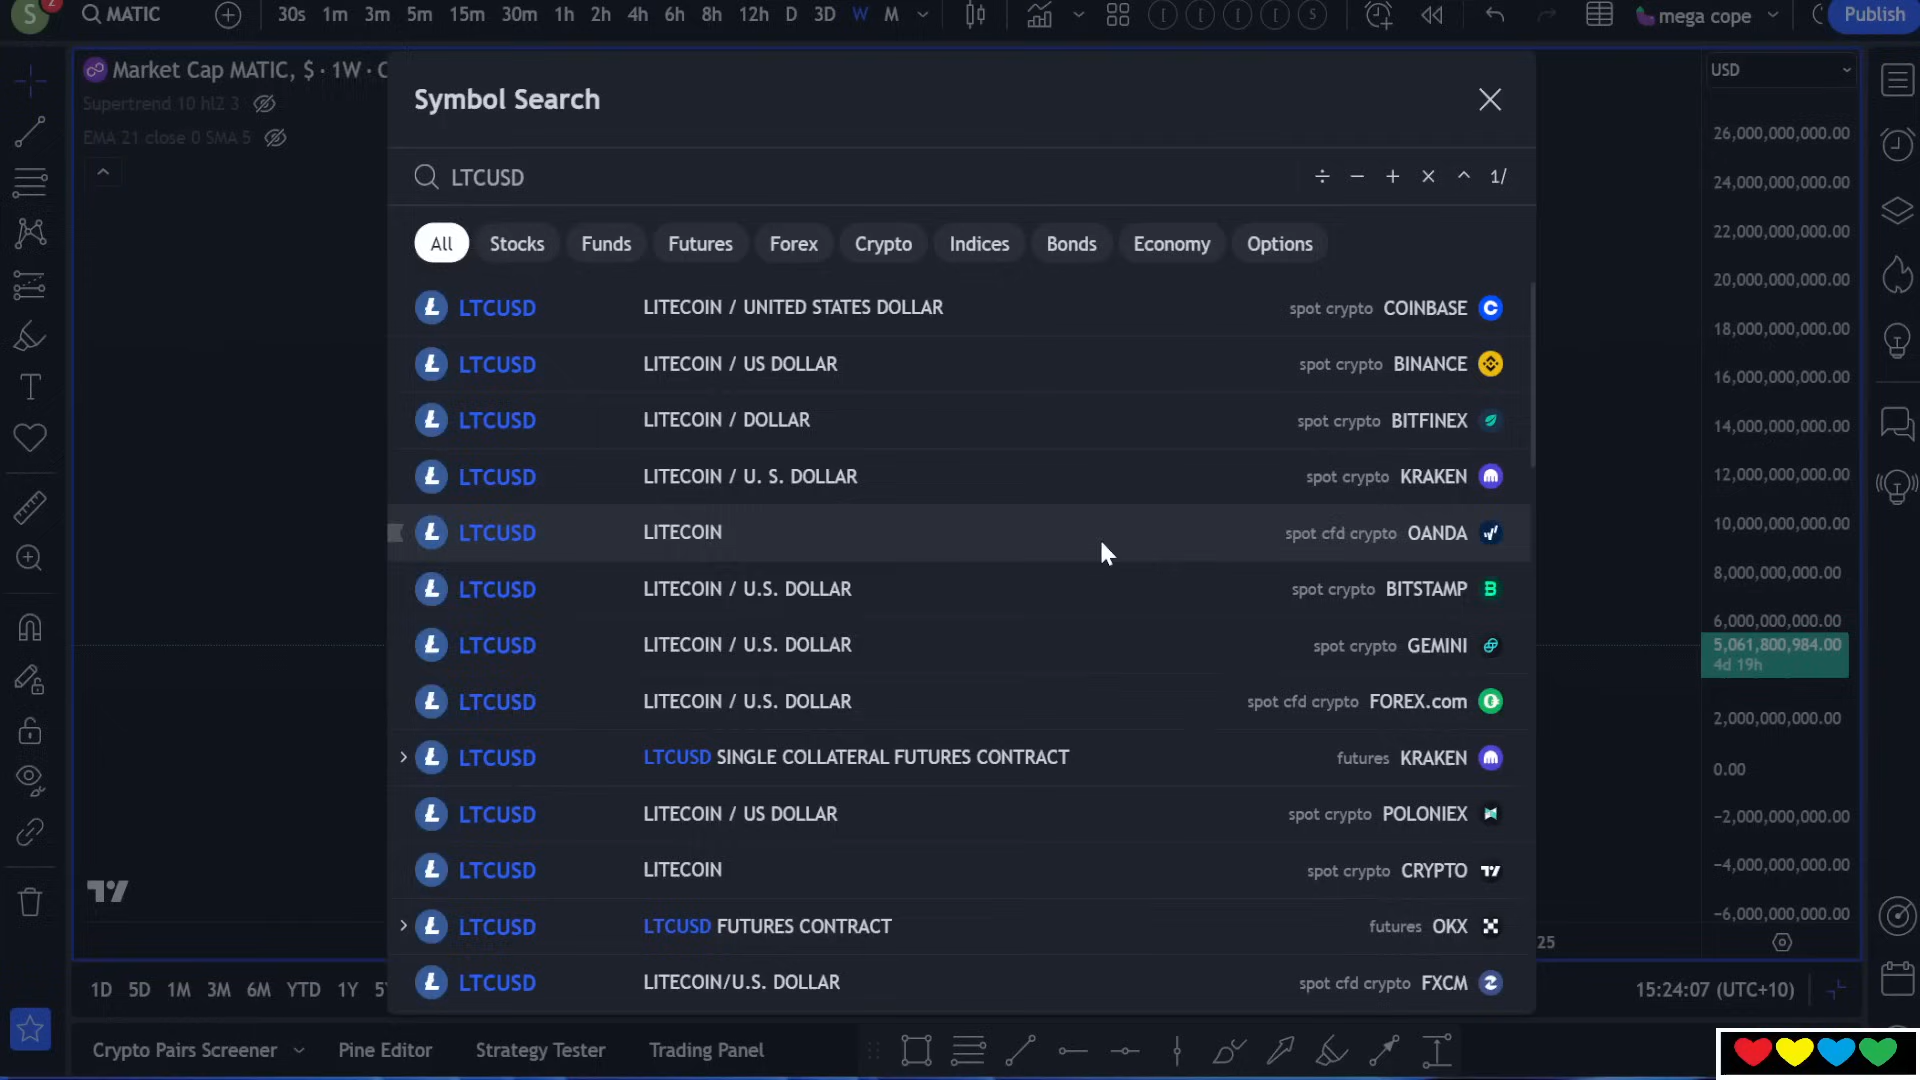 S 2 MATIC 30s 1m 3m 5m 15m 30m 1h 2h 4h 6h 8h 12h D 3D W M mega cope Publish
Market Cap MATIC, $ · 1W · C
Supertrend 10 hl2 3
EMA 21 close 0 SMA 5
USD
Symbol Search
LTCUSD ÷ − + × ^ 1/
All Stocks Funds Futures Forex Crypto Indices Bonds Economy Options
LTCUSD LITECOIN / UNITED STATES DOLLAR spot crypto COINBASE
LTCUSD LITECOIN / US DOLLAR spot crypto BINANCE
LTCUSD LITECOIN / DOLLAR spot crypto BITFINEX
LTCUSD LITECOIN / U. S. DOLLAR spot crypto KRAKEN
LTCUSD LITECOIN spot cfd crypto OANDA
LTCUSD LITECOIN / U.S. DOLLAR spot crypto BITSTAMP
LTCUSD LITECOIN / U.S. DOLLAR spot crypto GEMINI
LTCUSD LITECOIN / U.S. DOLLAR spot cfd crypto FOREX.com
LTCUSD LTCUSD SINGLE COLLATERAL FUTURES CONTRACT futures KRAKEN
LTCUSD LITECOIN / US DOLLAR spot crypto POLONIEX
LTCUSD LITECOIN spot crypto CRYPTO
LTCUSD LTCUSD FUTURES CONTRACT futures OKX
LTCUSD LITECOIN/U.S. DOLLAR spot cfd crypto FXCM
26,000,000,000.00
24,000,000,000.00
22,000,000,000.00
20,000,000,000.00
18,000,000,000.00
16,000,000,000.00
14,000,000,000.00
12,000,000,000.00
10,000,000,000.00
8,000,000,000.00
6,000,000,000.00
5,061,800,984.00
4d 19h
2,000,000,000.00
0.00
−2,000,000,000.00
−4,000,000,000.00
−6,000,000,000.00
25
1D 5D 1M 3M 6M YTD 1Y 5Y 15:24:07 (UTC+10)
Crypto Pairs Screener Pine Editor Strategy Tester Trading Panel